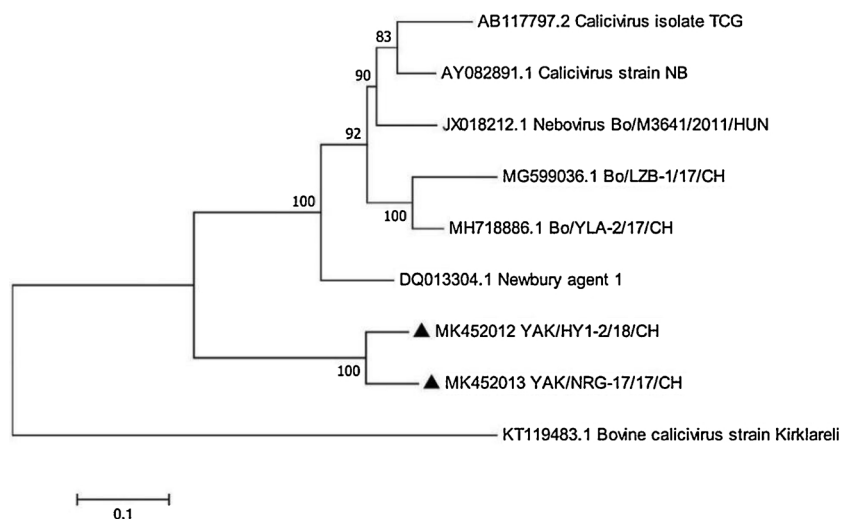 AB117797.2 Calicivirus isolate TCG
83
AY082891.1 Calicivirus strain NB
90
JX018212.1 Nebovirus Bo/M3641/2011/HUN
92
MG599036.1 Bo/LZB-1/17/CH
100
100
MH718886.1 Bo/YLA-2/17/CH
DQ013304.1 Newbury agent 1
MK452012 YAK/HY1-2/18/CH
100
MK452013 YAK/NRG-17/17/CH
KT119483.1 Bovine calicivirus strain Kirklareli
0.1